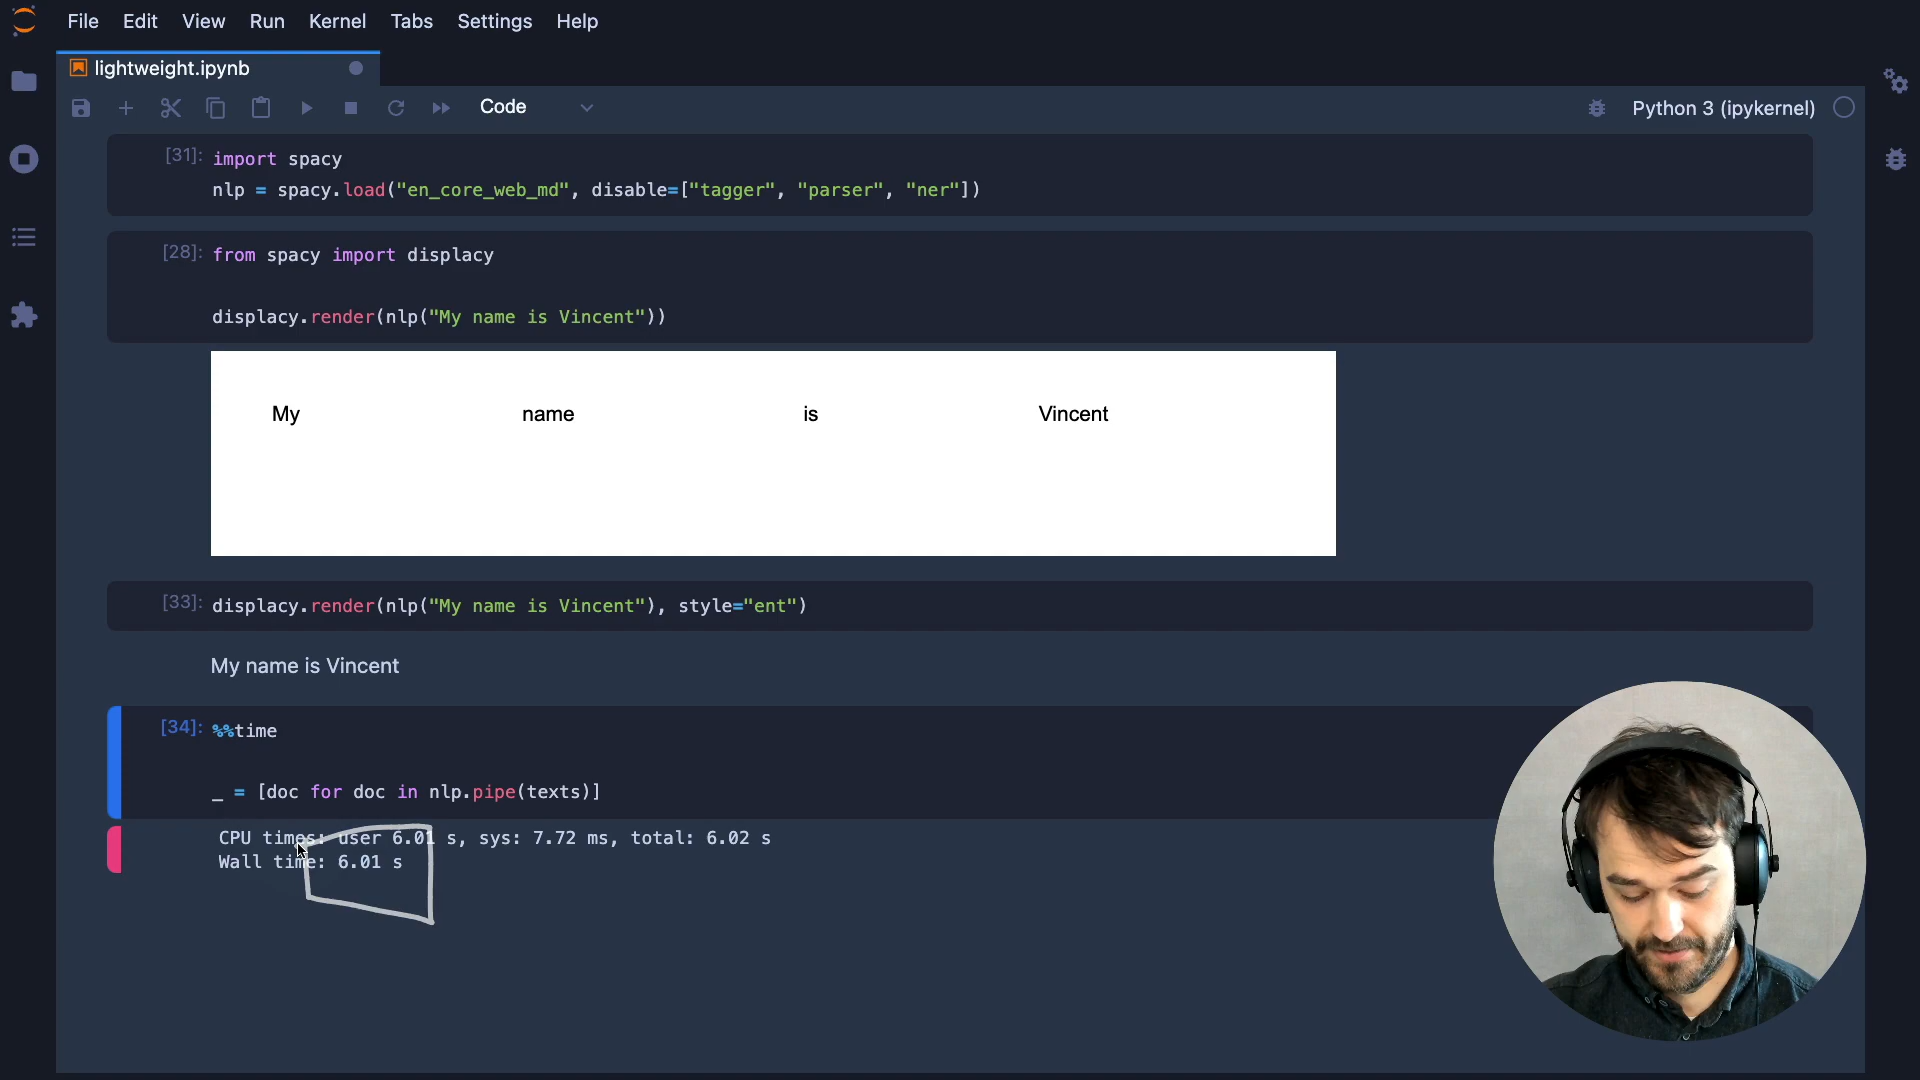 File Edit View Run Kernel Tabs Settings Help
lightweight.ipynb
Code
Python 3 (ipykernel)
[31]: import spacy
nlp = spacy.load("en_core_web_md", disable=["tagger", "parser", "ner"])
[28]: from spacy import displacy
displacy.render(nlp("My name is Vincent"))
My name is Vincent
[33]: displacy.render(nlp("My name is Vincent"), style="ent")
My name is Vincent
[34]: %%time
_ = [doc for doc in nlp.pipe(texts)]
CPU times: user 6.01 s, sys: 7.72 ms, total: 6.02 s
Wall time: 6.01 s